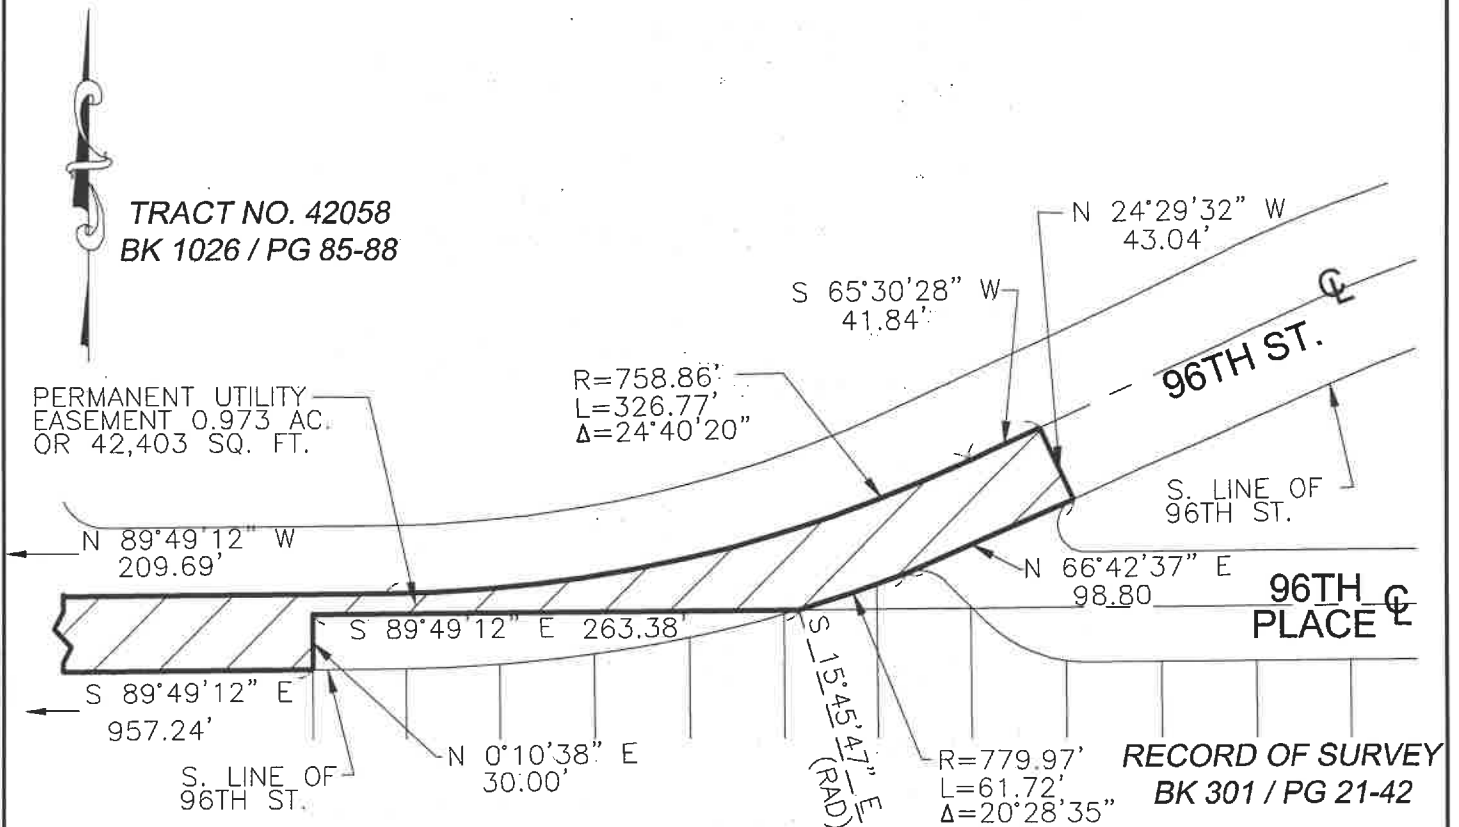 TRACT NO. 42058
BK 1026 / PG 85-88
N 24°29'32" W
43.04'
S 65°30'28" W
41.84'
R=758.86'
L=326.77'
Δ=24°40'20"
PERMANENT UTILITY
EASEMENT 0.973 AC.
OR 42,403 SQ. FT.
96TH ST.
S. LINE OF
96TH ST.
N 89°49'12" W
209.69'
N 66°42'37" E
98.80
96TH
PLACE
S 89°49'12" E 263.38'
S 15°45'47" E
(RAD)
S 89°49'12" E
957.24'
N 0°10'38" E
30.00'
S. LINE OF
96TH ST.
R=779.97'
L=61.72'
Δ=20°28'35"
RECORD OF SURVEY
BK 301 / PG 21-42